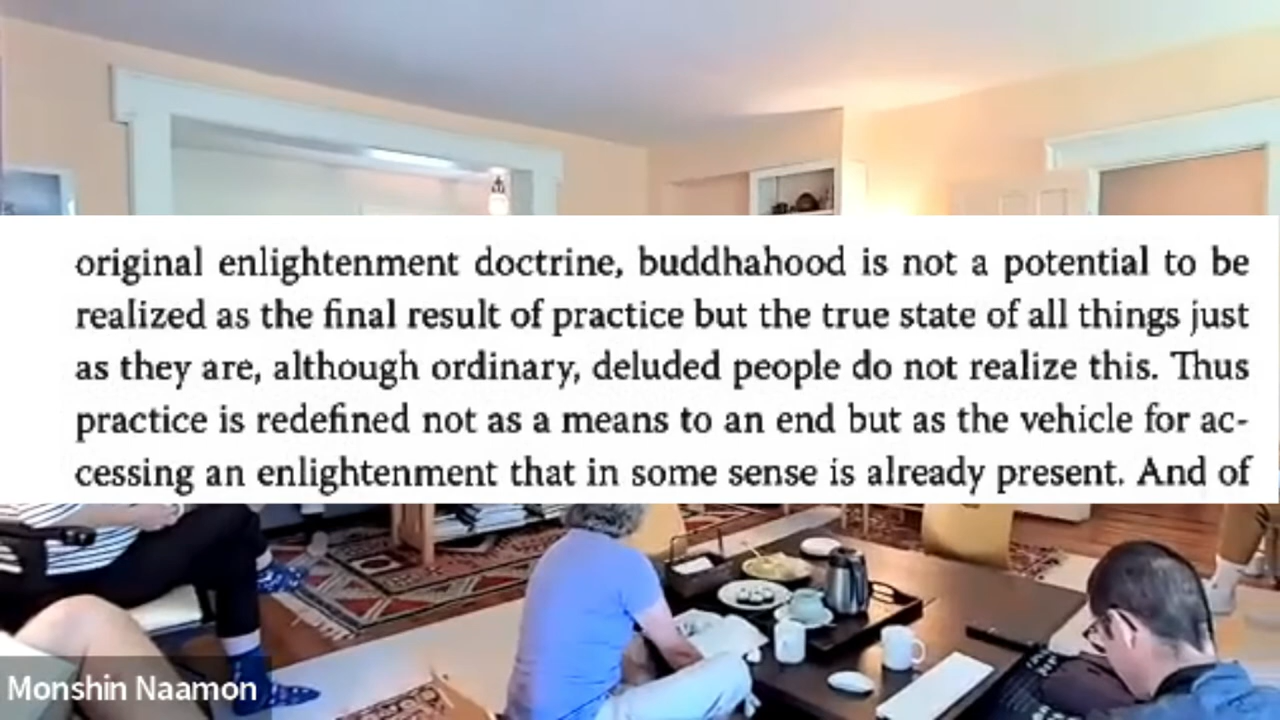 original enlightenment doctrine, buddhahood is not a potential to be
realized as the final result of practice but the true state of all things just
as they are, although ordinary, deluded people do not realize this. Thus
practice is redefined not as a means to an end but as the vehicle for ac-
cessing an enlightenment that in some sense is already present. And of
Monshin Naamon